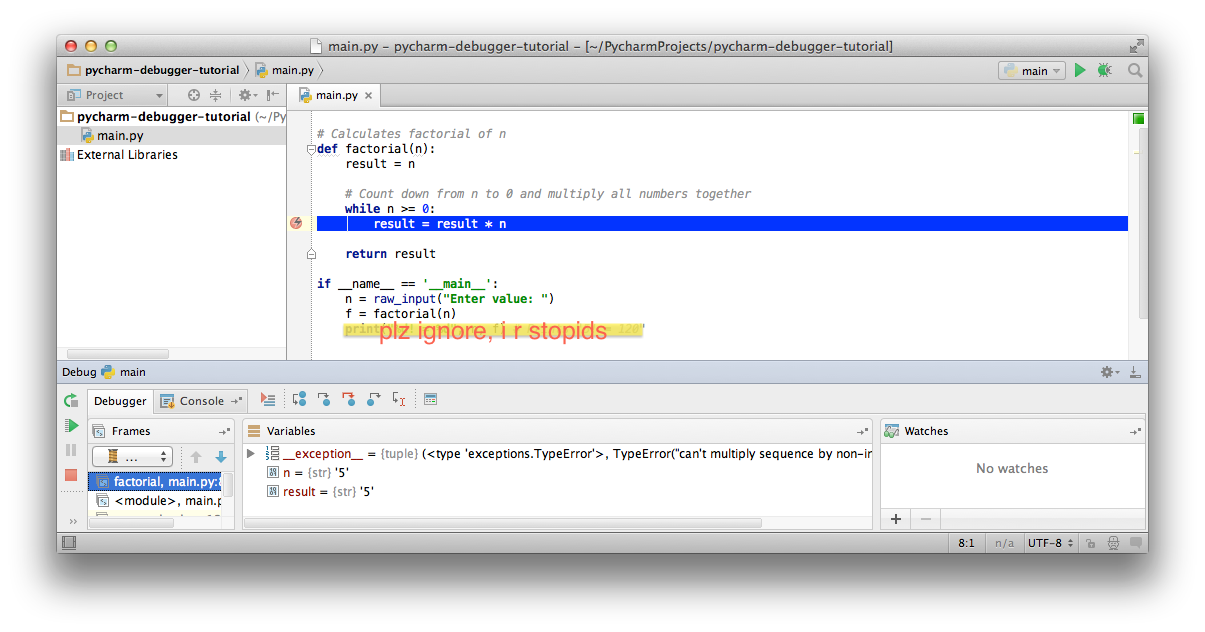 main.py – pycharm-debugger-tutorial – [~/PycharmProjects/pycharm-debugger-tutorial]
pycharm-debugger-tutorial main.py main
Project main.py
pycharm-debugger-tutorial (~/Py
main.py
External Libraries
# Calculates factorial of n
def factorial(n):
result = n
# Count down from n to 0 and multiply all numbers together
while n >= 0:
result = result * n
return result
if __name__ == '__main__':
n = raw_input("Enter value: ")
f = factorial(n)
plz ignore, i r stopids
Debug main
Debugger Console
Frames Variables Watches
...
factorial, main.py:8
<module>, main.p
__exception__ = {tuple} (<type 'exceptions.TypeError'>, TypeError("can't multiply sequence by non-in
n = {str} '5'
result = {str} '5'
No watches
8:1 n/a UTF-8